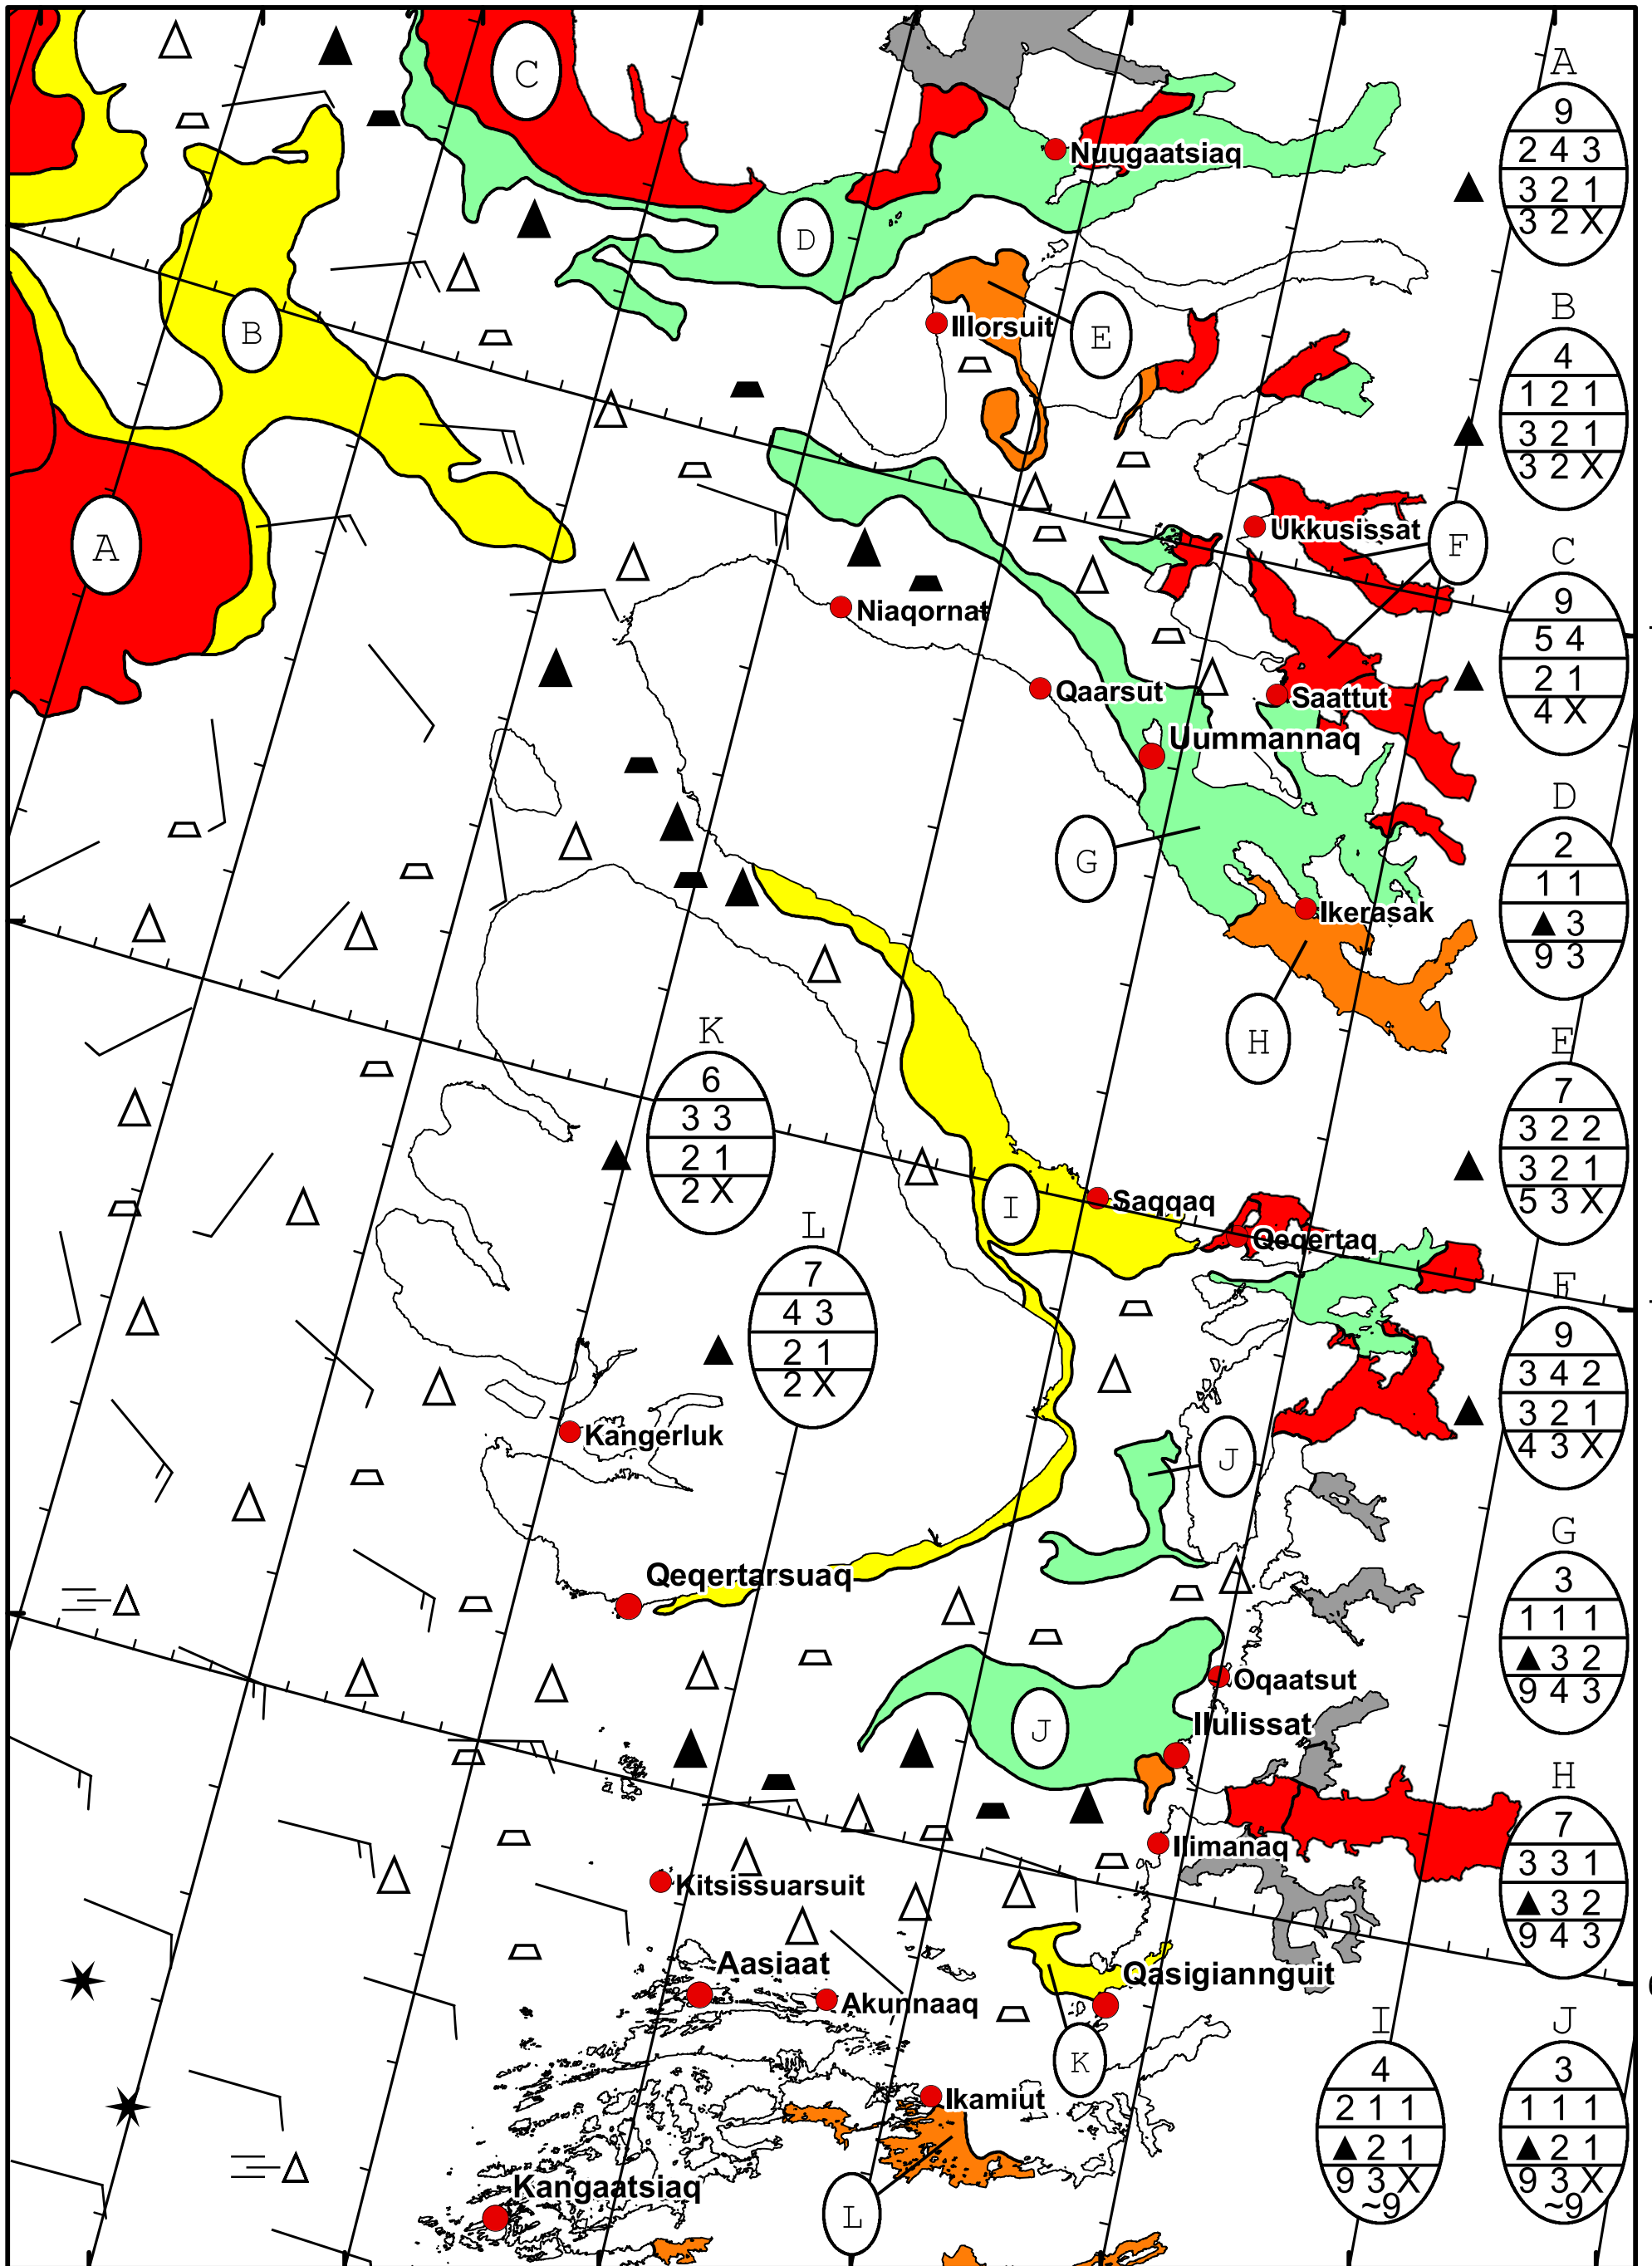 C
A
9
2 4 3
3 2 1
3 2 X
Nuugaatsiaq
D
B
4
1 2 1
3 2 1
3 2 X
B
Illorsuit
E
Ukkusissat
F
A
C
9
5 4
2 1
4 X
Niaqornat
Qaarsut
Saattut
Uummannaq
D
2
1 1
▲ 3
9 3
G
Ikerasak
H
K
6
3 3
2 1
2 X
E
7
3 2 2
3 2 1
5 3 X
I
Saqqaq
Qeqertaq
L
7
4 3
2 1
2 X
F
9
3 4 2
3 2 1
4 3 X
Kangerluk
J
G
3
1 1 1
▲ 3 2
9 4 3
Qeqertarsuaq
Oqaatsut
J
Ilulissat
H
7
3 3 1
▲ 3 2
9 4 3
Ilimanaq
Kitsissuarsuit
Aasiaat
Qasigiannguit
Akunnaaq
K
Ikamiut
I
4
2 1 1
▲ 2 1
9 3 X
~9
J
3
1 1 1
▲ 2 1
9 3 X
~9
Kangaatsiaq
L